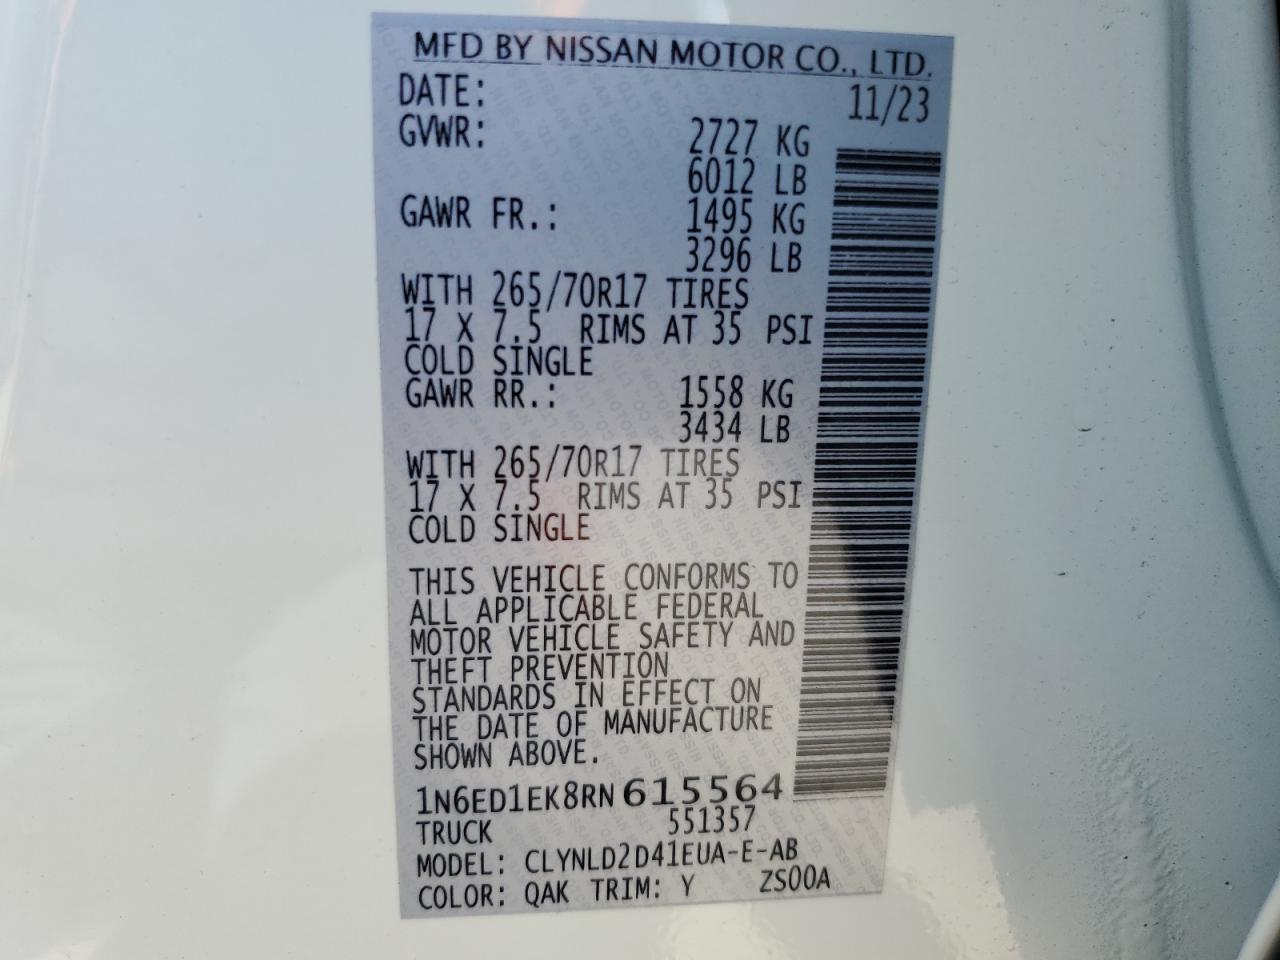 MFD BY NISSAN MOTOR CO., LTD.
DATE: 11/23
GVWR: 2727 KG
6012 LB
GAWR FR.: 1495 KG
3296 LB
WITH 265/70R17 TIRES
17 X 7.5 RIMS AT 35 PSI
COLD SINGLE
GAWR RR.: 1558 KG
3434 LB
WITH 265/70R17 TIRES
17 X 7.5 RIMS AT 35 PSI
COLD SINGLE
THIS VEHICLE CONFORMS TO
ALL APPLICABLE FEDERAL
MOTOR VEHICLE SAFETY AND
THEFT PREVENTION
STANDARDS IN EFFECT ON
THE DATE OF MANUFACTURE
SHOWN ABOVE.
1N6ED1EK8RN615564
TRUCK 551357
MODEL: CLYNLD2D41EUA-E-AB
COLOR: QAK TRIM: Y ZS00A